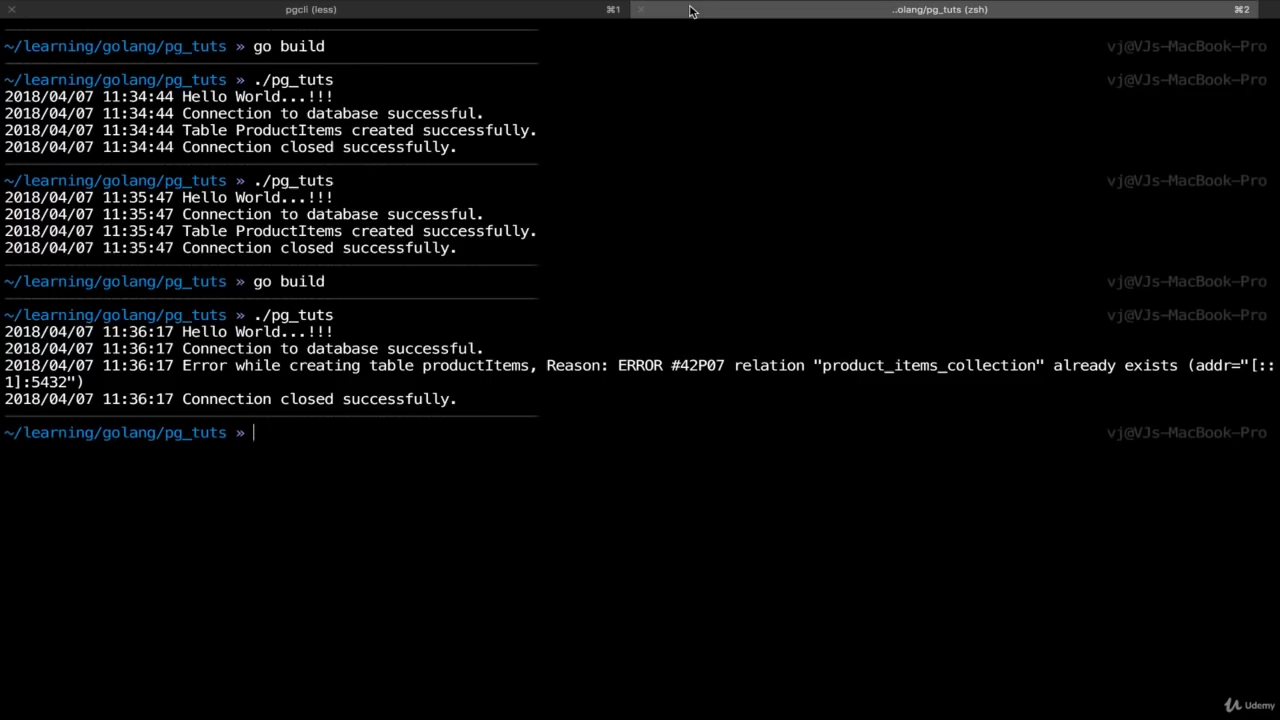 pgcli (less) ⌘1 ..olang/pg_tuts (zsh) ⌘2
~/learning/golang/pg_tuts » go build vj@VJs-MacBook-Pro
~/learning/golang/pg_tuts » ./pg_tuts vj@VJs-MacBook-Pro
2018/04/07 11:34:44 Hello World...!!!
2018/04/07 11:34:44 Connection to database successful.
2018/04/07 11:34:44 Table ProductItems created successfully.
2018/04/07 11:34:44 Connection closed successfully.
~/learning/golang/pg_tuts » ./pg_tuts vj@VJs-MacBook-Pro
2018/04/07 11:35:47 Hello World...!!!
2018/04/07 11:35:47 Connection to database successful.
2018/04/07 11:35:47 Table ProductItems created successfully.
2018/04/07 11:35:47 Connection closed successfully.
~/learning/golang/pg_tuts » go build vj@VJs-MacBook-Pro
~/learning/golang/pg_tuts » ./pg_tuts vj@VJs-MacBook-Pro
2018/04/07 11:36:17 Hello World...!!!
2018/04/07 11:36:17 Connection to database successful.
2018/04/07 11:36:17 Error while creating table productItems, Reason: ERROR #42P07 relation "product_items_collection" already exists (addr="[::
1]:5432")
2018/04/07 11:36:17 Connection closed successfully.
~/learning/golang/pg_tuts » vj@VJs-MacBook-Pro
Udemy